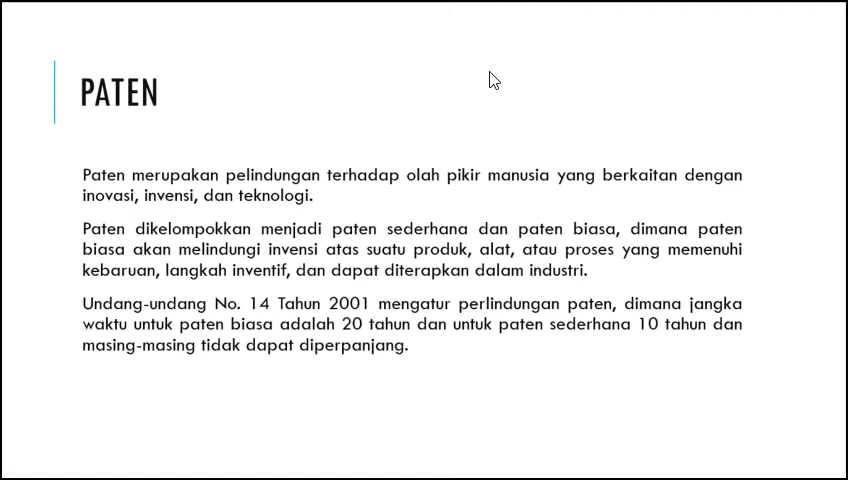 PATEN
Paten merupakan pelindungan terhadap olah pikir manusia yang berkaitan dengan
inovasi, invensi, dan teknologi.
Paten dikelompokkan menjadi paten sederhana dan paten biasa, dimana paten
biasa akan melindungi invensi atas suatu produk, alat, atau proses yang memenuhi
kebaruan, langkah inventif, dan dapat diterapkan dalam industri.
Undang-undang No. 14 Tahun 2001 mengatur perlindungan paten, dimana jangka
waktu untuk paten biasa adalah 20 tahun dan untuk paten sederhana 10 tahun dan
masing-masing tidak dapat diperpanjang.